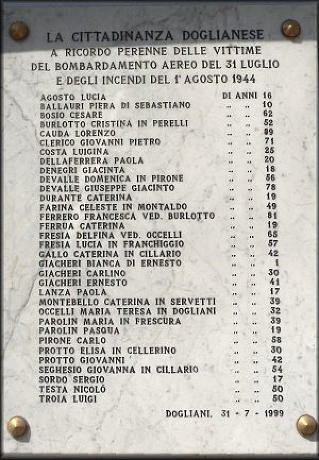 LA CITTADINANZA DOGLIANESE
A RICORDO PERENNE DELLE VITTIME
DEL BOMBARDAMENTO AEREO DEL 31 LUGLIO
E DEGLI INCENDI DEL 1° AGOSTO 1944
AGOSTO LUCIA DI ANNI 16
BALLAURI PIERA DI SEBASTIANO „ „ 10
BOSIO CESARE „ „ 62
BURLOTTO CRISTINA IN PERELLI „ „ 52
CAUDA LORENZO „ „ 89
CLERICO GIOVANNI PIETRO „ „ 71
COSTA LUIGINA „ „ 25
DELLAFERRERA PAOLA „ „ 20
DENEGRI GIACINTA „ „ 18
DEVALLE DOMENICA IN PIRONE „ „ 56
DEVALLE GIUSEPPE GIACINTO „ „ 78
DURANTE CATERINA „ „ 19
FARINA CELESTE IN MONTALDO „ „ 49
FERRERO FRANCESCA VED. BURLOTTO „ „ 81
FERRUA CATERINA „ „ 19
FRESIA DELFINA VED. OCCELLI „ „ 65
FRESIA LUCIA IN FRANCHIGGIO „ „ 57
GALLO CATERINA IN CILLARIO „ „ 42
GIACHERI BIANCA DI ERNESTO „ „ 1
GIACHERI CARLINO „ „ 30
GIACHERI ERNESTO „ „ 41
LANZA PAOLA „ „ 17
MONTEBELLO CATERINA IN SERVETTI „ „ 39
OCCELLI MARIA TERESA IN DOGLIANI „ „ 32
PAROLIN MARIA IN FRESCURA „ „ 39
PAROLIN PASQUA „ „ 19
PIRONE CARLO „ „ 58
PROTTO ELISA IN CELLERINO „ „ 30
PROTTO GIOVANNI „ „ 42
SEGHESIO GIOVANNA IN CILLARIO „ „ 54
SORDO SERGIO „ „ 17
TESTA NICOLÓ „ „ 50
TROIA LUIGI „ „ 50
DOGLIANI, 31 - 7 - 1999